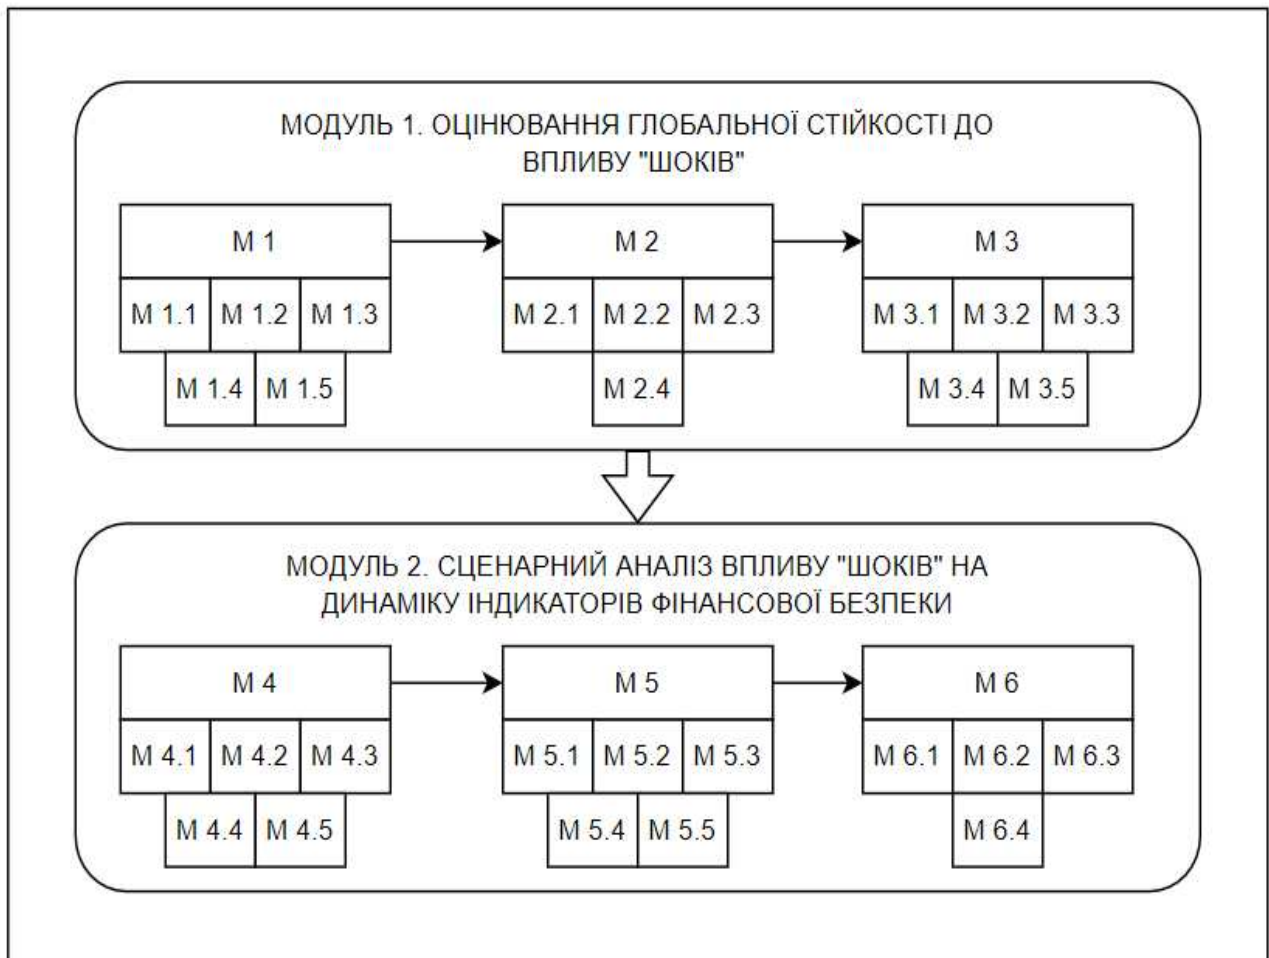 МОДУЛЬ 1. ОЦІНЮВАННЯ ГЛОБАЛЬНОЇ СТІЙКОСТІ ДО
ВПЛИВУ "ШОКІВ"
М 1
М 2
М 3
М 1.1 М 1.2 М 1.3
М 2.1 М 2.2 М 2.3
М 3.1 М 3.2 М 3.3
М 1.4 М 1.5
М 2.4
М 3.4 М 3.5
МОДУЛЬ 2. СЦЕНАРНИЙ АНАЛІЗ ВПЛИВУ "ШОКІВ" НА
ДИНАМІКУ ІНДИКАТОРІВ ФІНАНСОВОЇ БЕЗПЕКИ
М 4
М 5
М 6
М 4.1 М 4.2 М 4.3
М 5.1 М 5.2 М 5.3
М 6.1 М 6.2 М 6.3
М 4.4 М 4.5
М 5.4 М 5.5
М 6.4